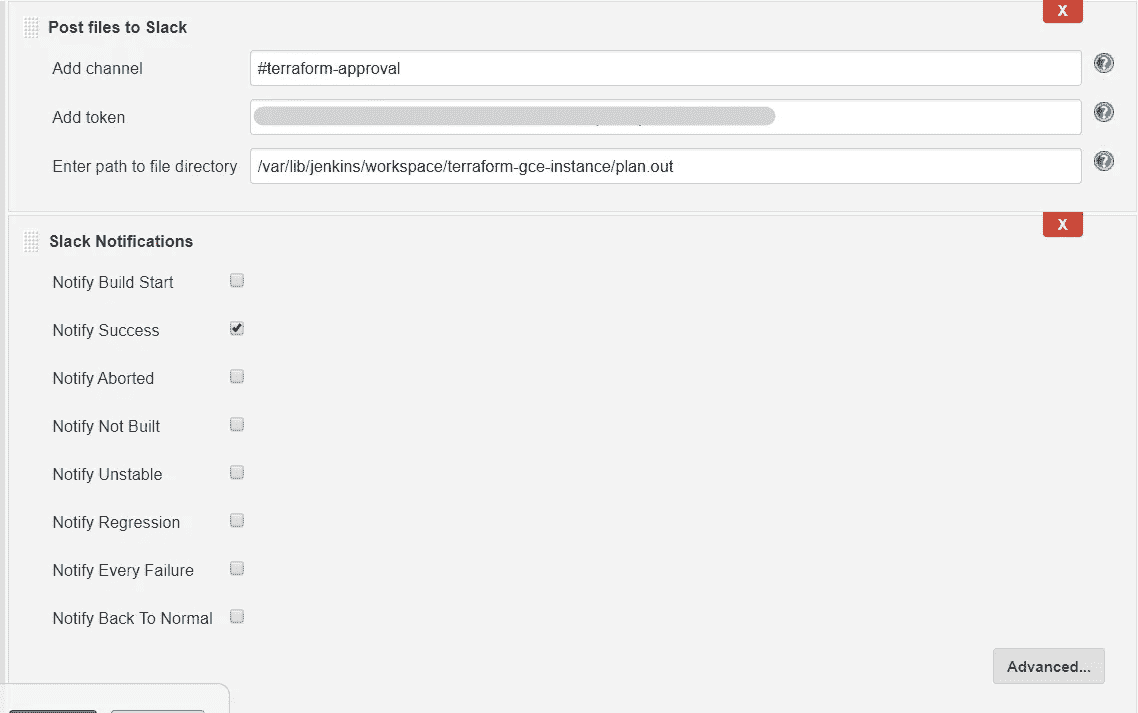 Post files to Slack
X
Add channel
#terraform-approval
Add token
Enter path to file directory
/var/lib/jenkins/workspace/terraform-gce-instance/plan.out
Slack Notifications
X
Notify Build Start
Notify Success
Notify Aborted
Notify Not Built
Notify Unstable
Notify Regression
Notify Every Failure
Notify Back To Normal
Advanced...